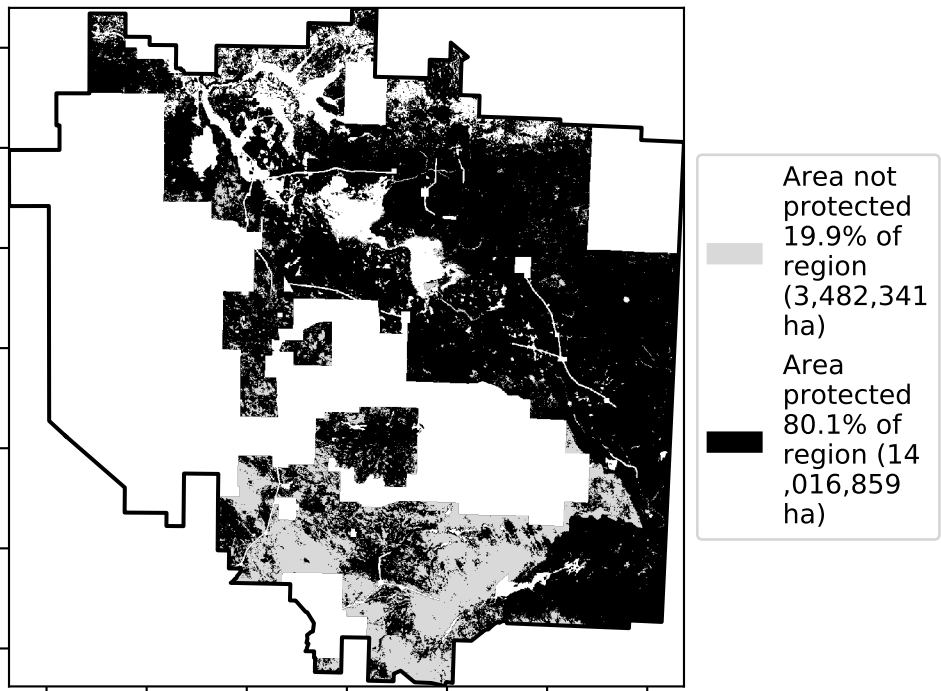 Area not
protected
19.9% of
region
(3,482,341
ha)
Area
protected
80.1% of
region (14
,016,859
ha)